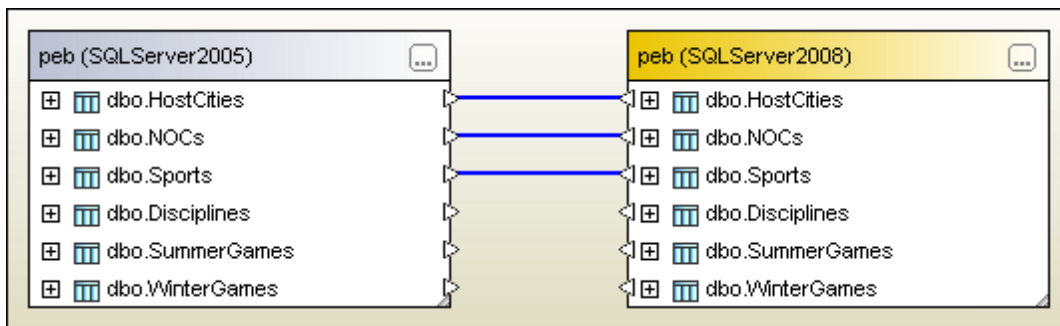 peb (SQLServer2005)
...
dbo.HostCities
dbo.NOCs
dbo.Sports
dbo.Disciplines
dbo.SummerGames
dbo.WinterGames
peb (SQLServer2008)
...
dbo.HostCities
dbo.NOCs
dbo.Sports
dbo.Disciplines
dbo.SummerGames
dbo.WinterGames